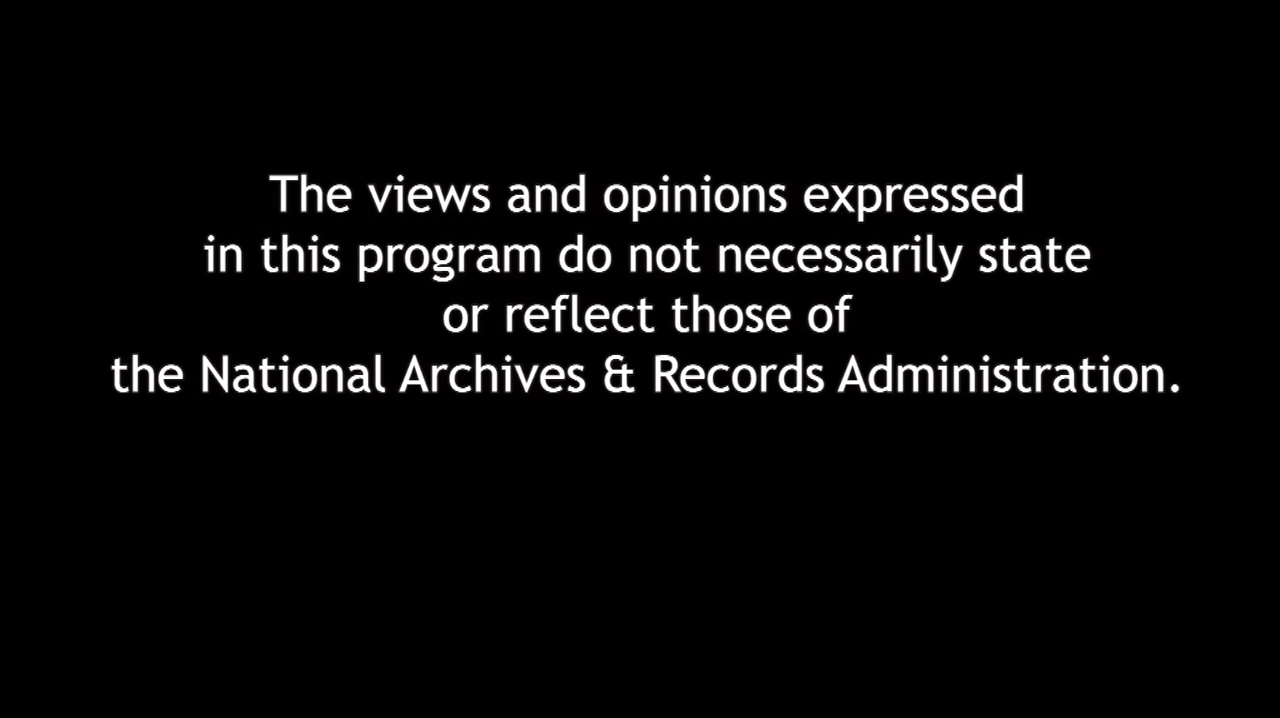 The views and opinions expressed
in this program do not necessarily state
or reflect those of
the National Archives & Records Administration.